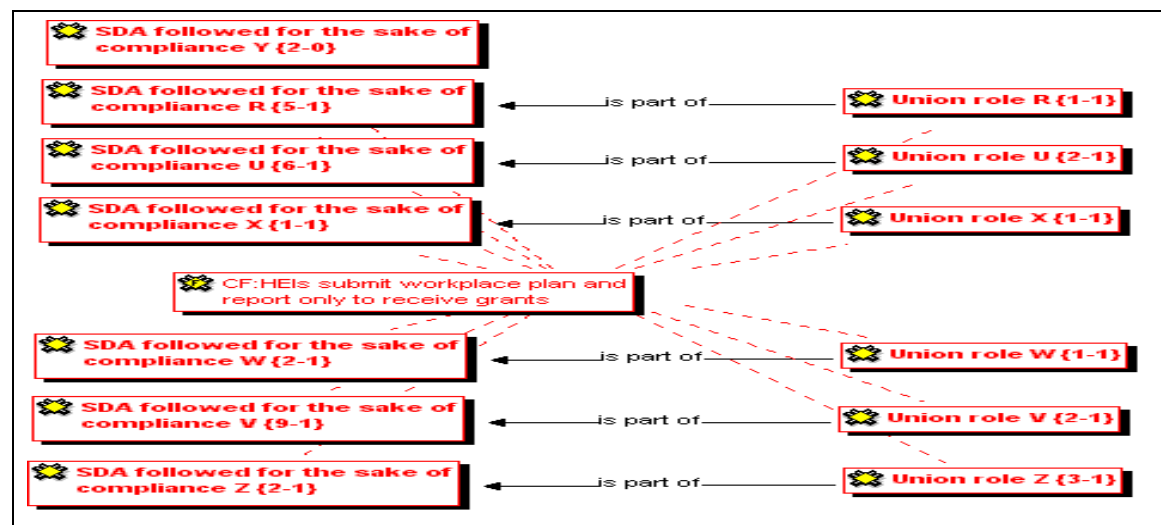 SDA followed for the sake of
compliance Y {2-0}
SDA followed for the sake of
compliance R {5-1}
is part of
Union role R {1-1}
SDA followed for the sake of
compliance U {6-1}
is part of
Union role U {2-1}
SDA followed for the sake of
compliance X {1-1}
is part of
Union role X {1-1}
CF:HEIs submit workplace plan and
report only to receive grants
SDA followed for the sake of
compliance W {2-1}
is part of
Union role W {1-1}
SDA followed for the sake of
compliance V {9-1}
is part of
Union role V {2-1}
SDA followed for the sake of
compliance Z {2-1}
is part of
Union role Z {3-1}